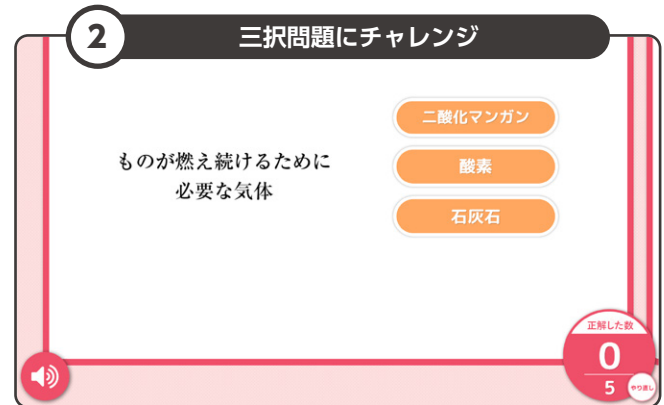 2
三択問題にチャレンジ
ものが燃え続けるために
必要な気体
二酸化マンガン
酸素
石灰石
正解した数
0
5
やり直し